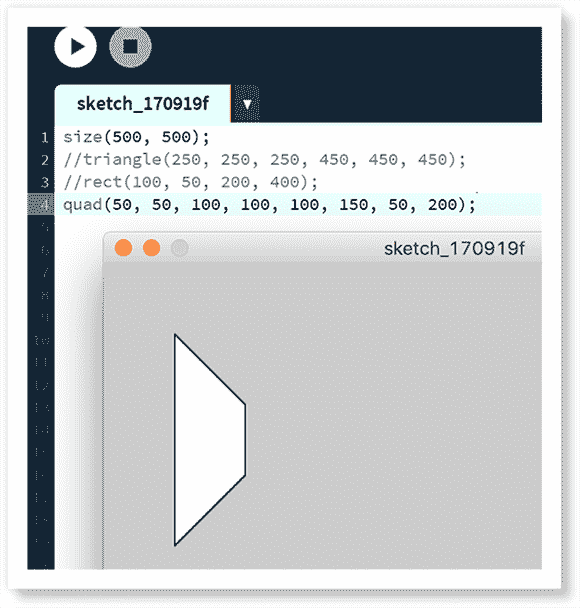 sketch_170919f ▼
1 size(500, 500);
2 //triangle(250, 250, 250, 450, 450, 450);
3 //rect(100, 50, 200, 400);
4 quad(50, 50, 100, 100, 100, 150, 50, 200);
sketch_170919f